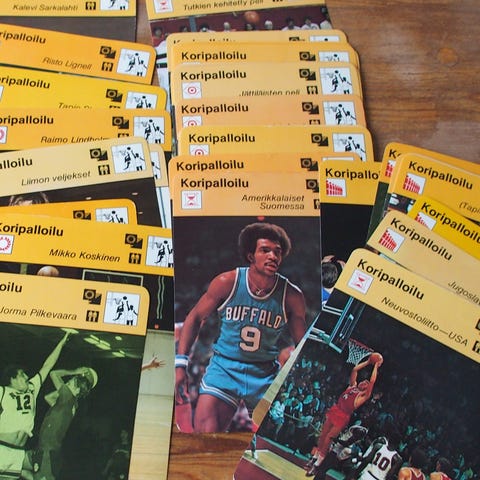 Kalevi Sarkalahti
Tutkien kehitetty peli
Koripalloilu
Risto Lignell
Koripalloilu
Koripalloilu
Koripalloilu
Jättiläisten peli
Koripalloilu
Koripalloilu
Raimo Lindholm
Koripalloilu
Koripalloilu
Liimon veljekset
Koripalloilu
Koripalloilu
Amerikkalaiset
Suomessa
Koripalloilu
Koripalloilu
Koripalloilu
Koripalloilu
Mikko Koskinen
Koripalloilu
Jorma Pilkevaara
12
BUFFALO
9
Koripalloilu
Neuvostoliitto—USA
10